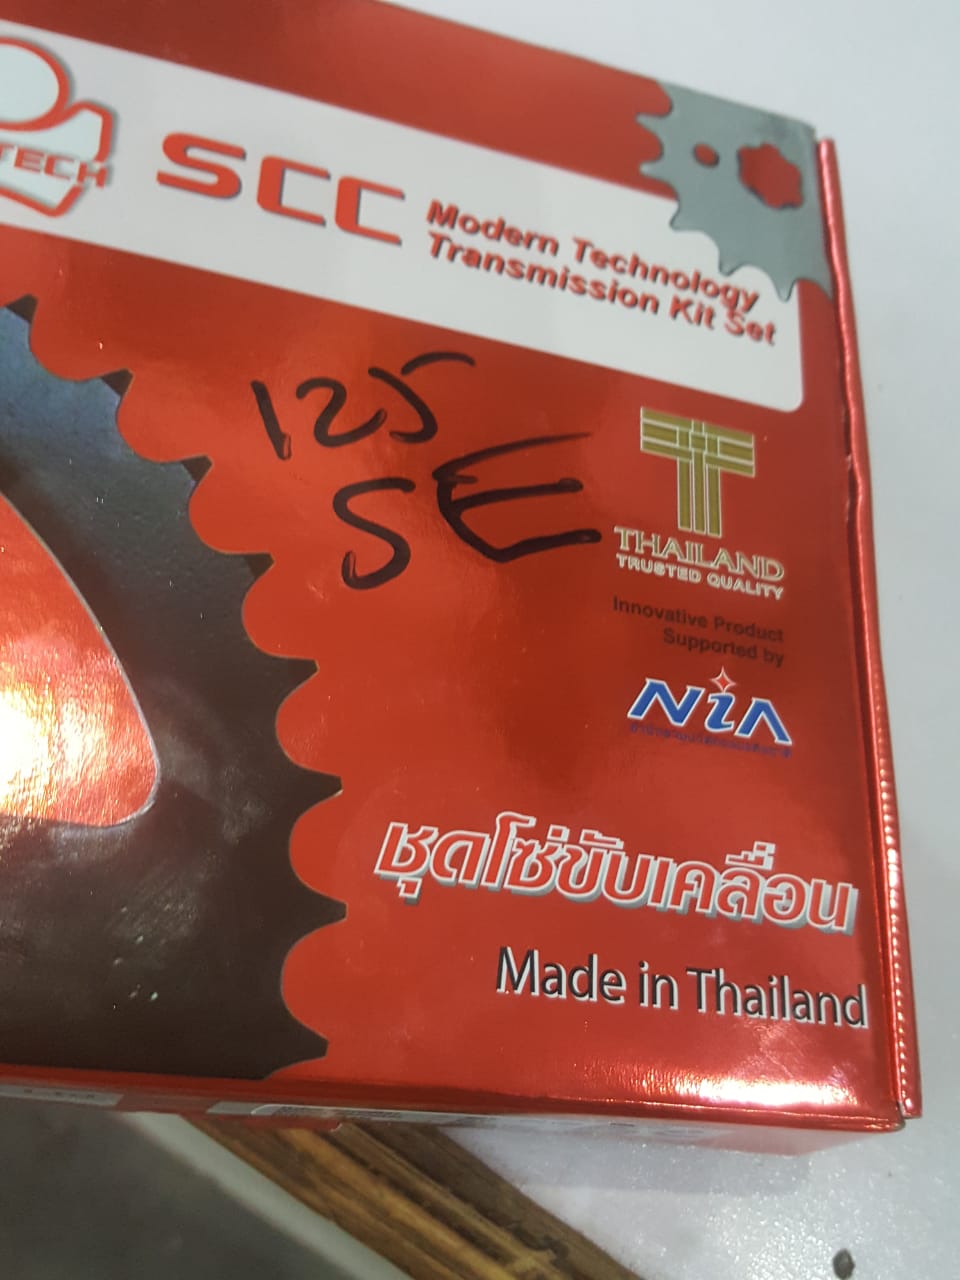 TECH
SCC
Modern Technology
Transmission Kit Set
125
SE
THAILAND
TRUSTED QUALITY
Innovative Product
Supported by
NiA
ชุดโซ่ขับเคลื่อน
Made in Thailand